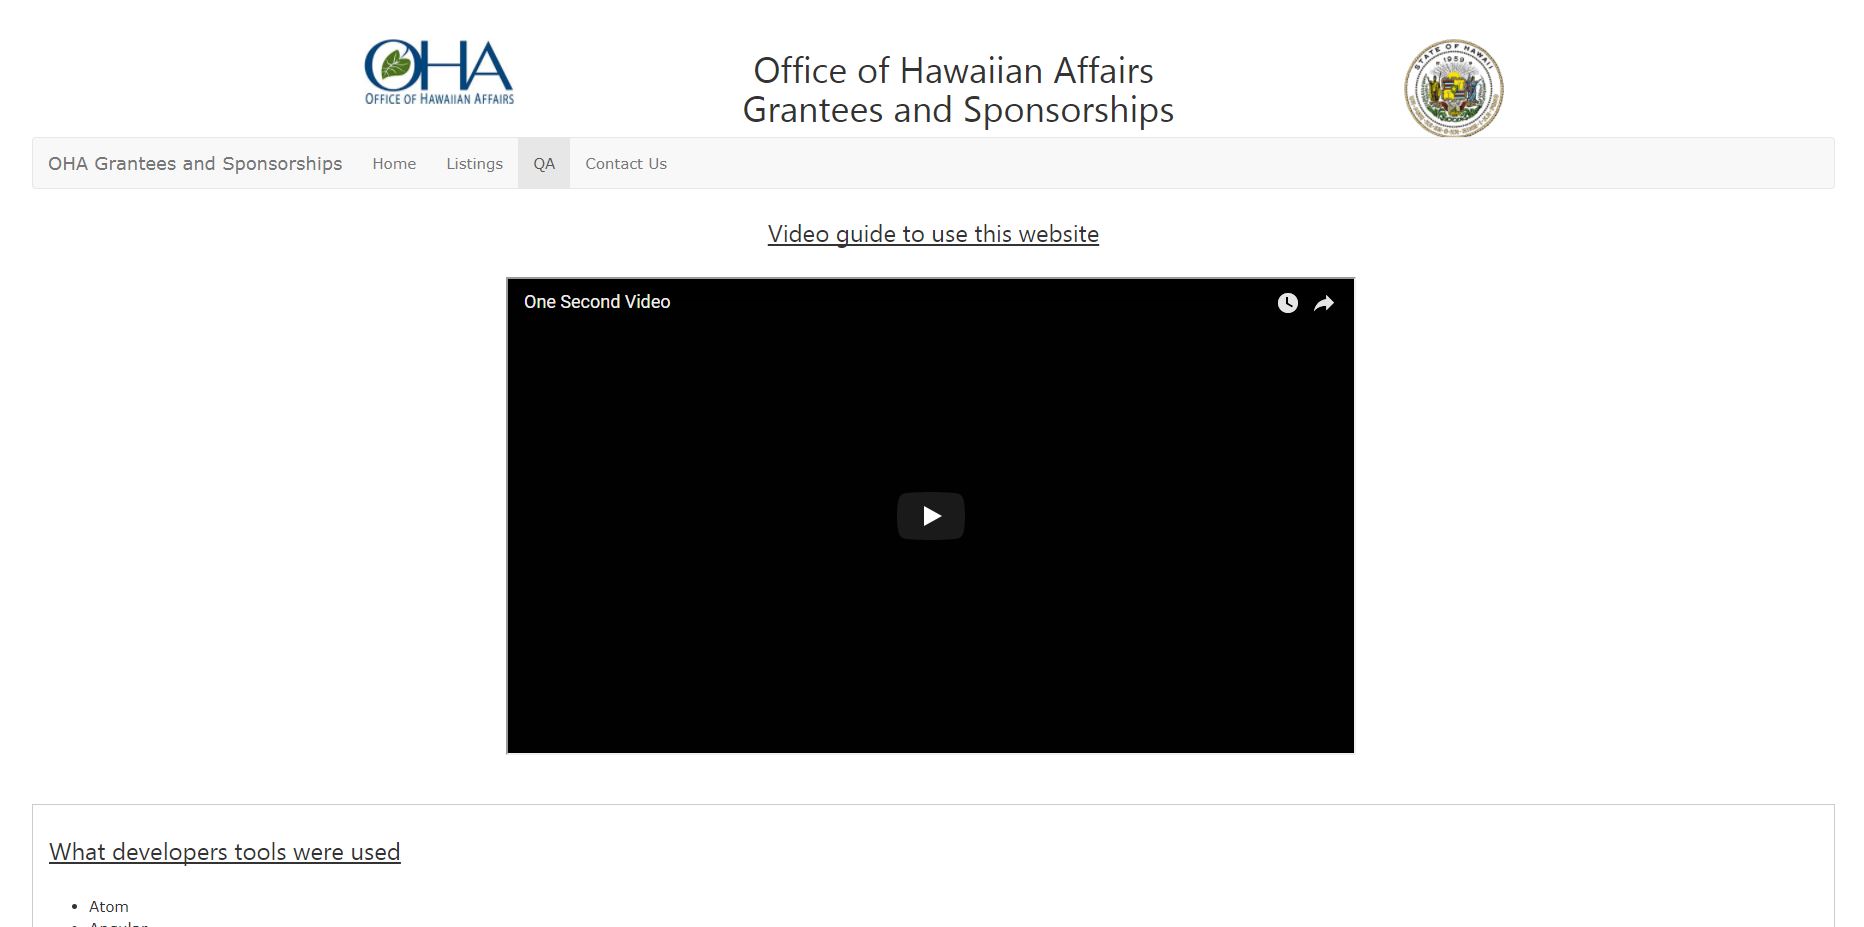 OHA
OFFICE OF HAWAIIAN AFFAIRS
Office of Hawaiian Affairs
Grantees and Sponsorships
STATE OF HAWAII
1959
OHA Grantees and Sponsorships Home Listings QA Contact Us
Video guide to use this website
One Second Video
What developers tools were used
Atom
Angular